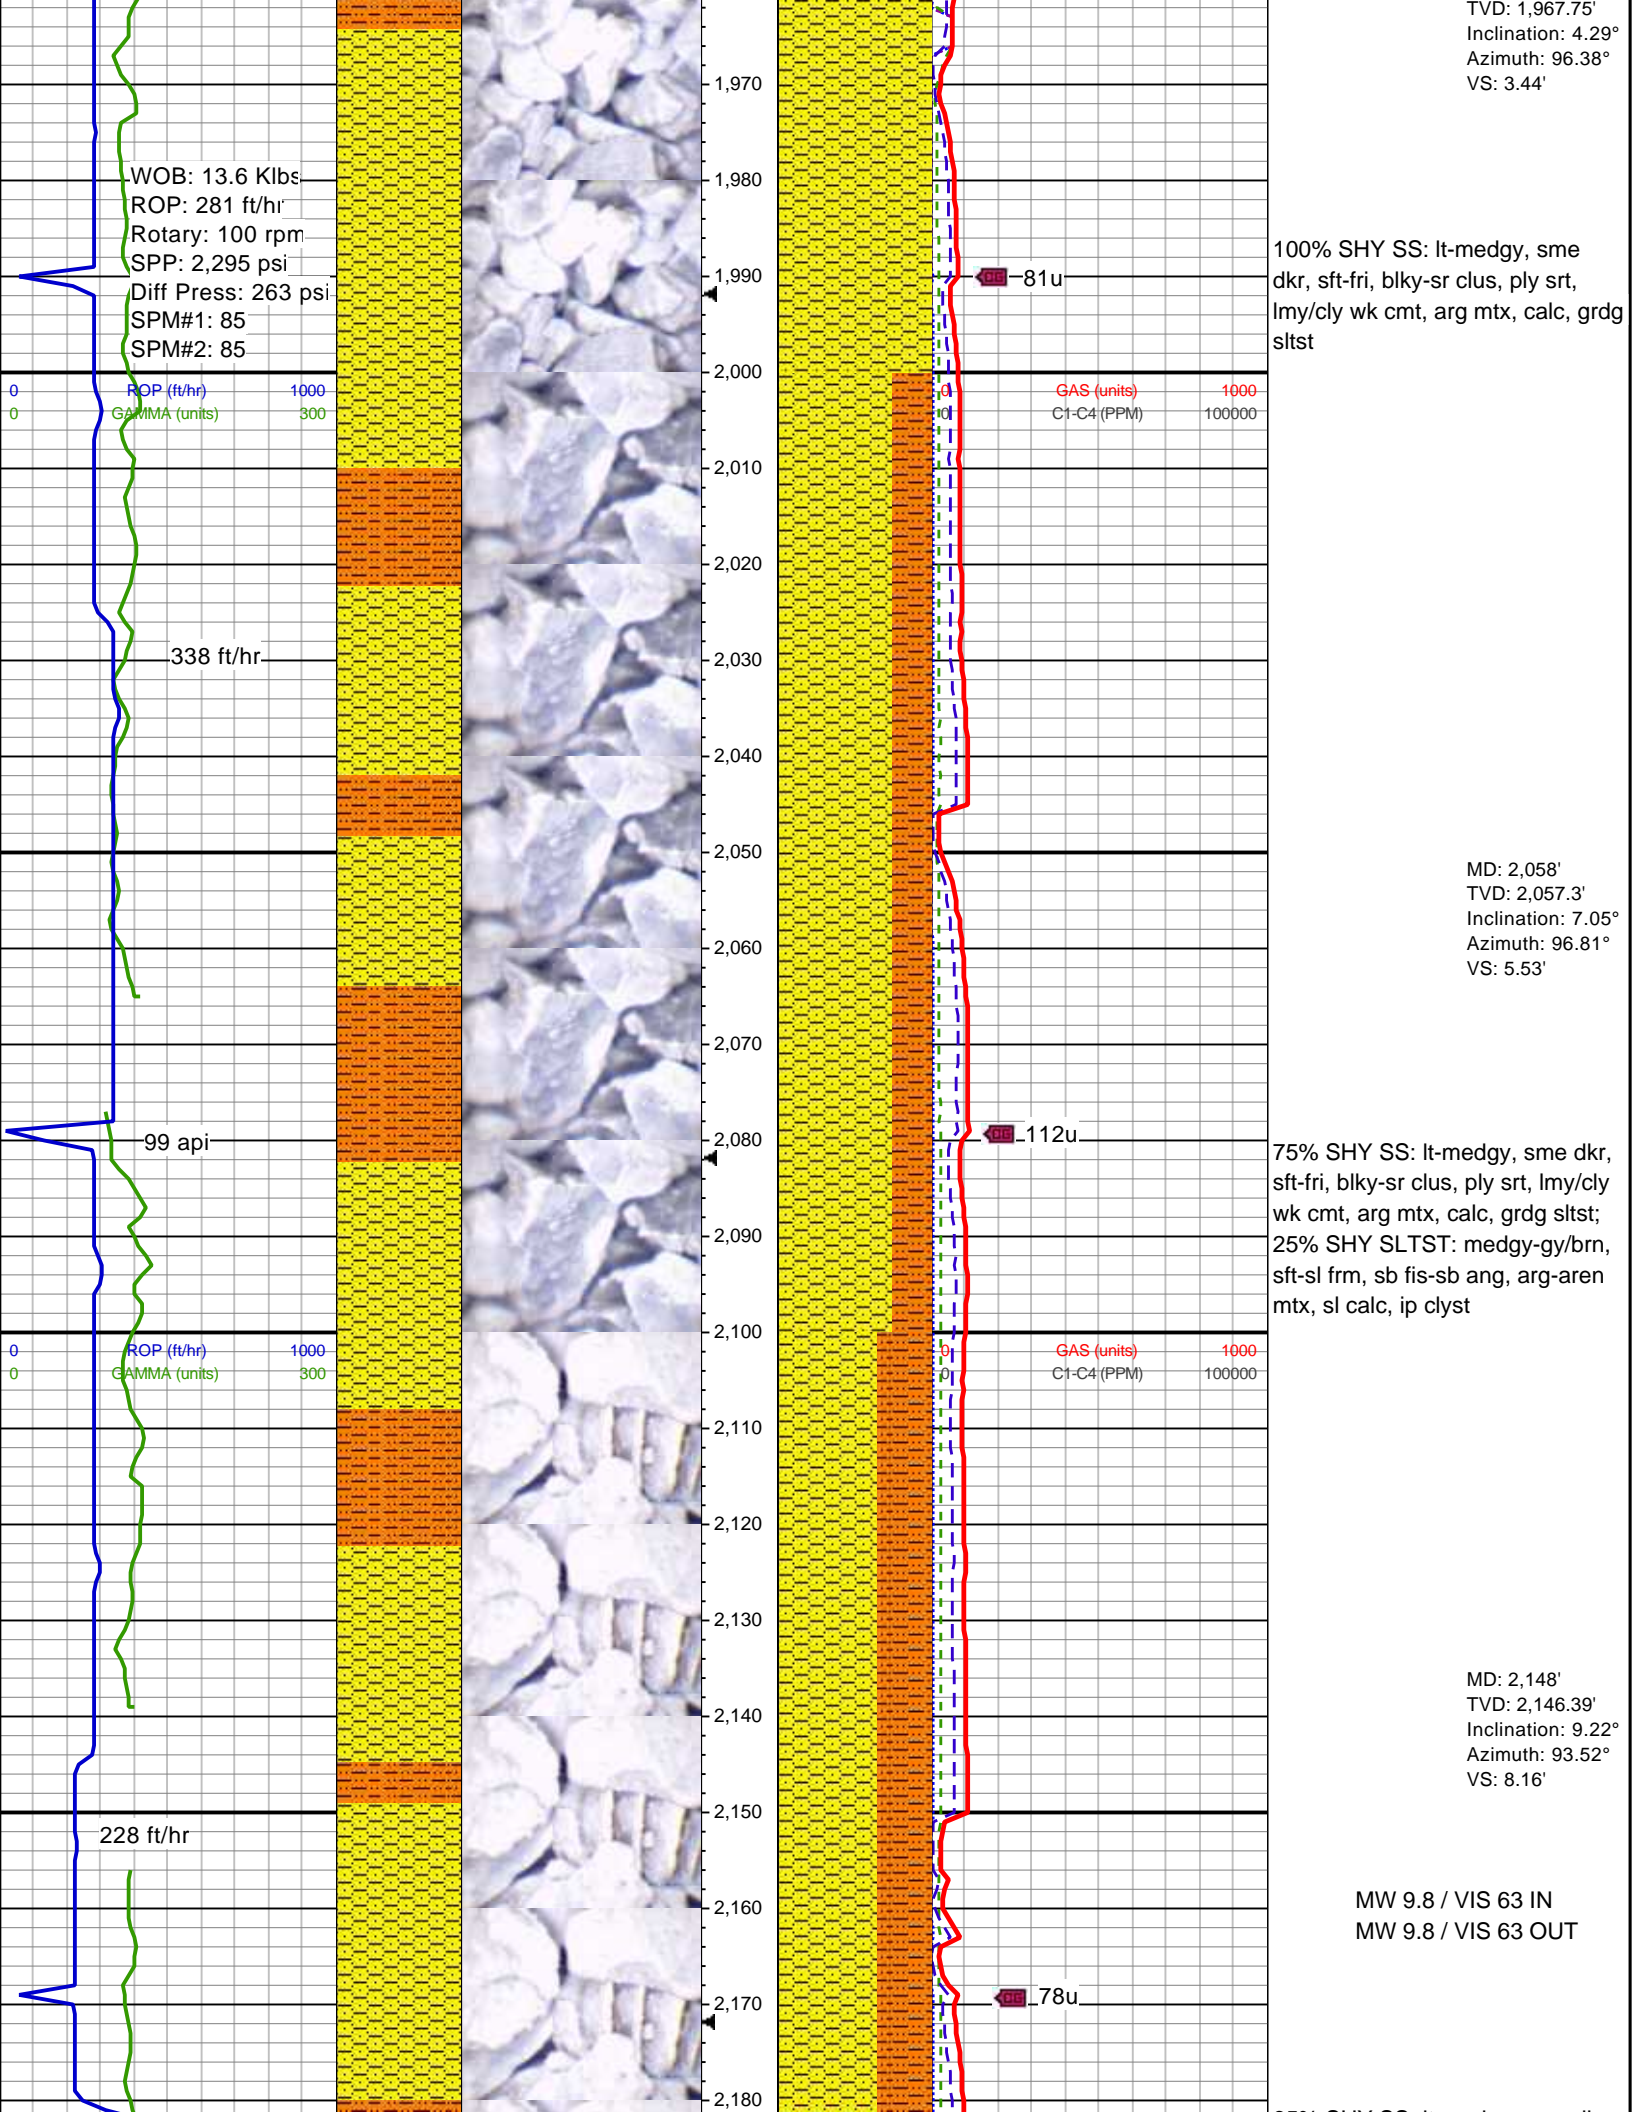 TVD: 1,967.75'
Inclination: 4.29°
Azimuth: 96.38°
VS: 3.44'
1,970
1,980
WOB: 13.6 Klbs
ROP: 281 ft/hr
Rotary: 100 rpm
SPP: 2,295 psi
Diff Press: 263 psi
SPM#1: 85
SPM#2: 85
1,990
CG 81u
100% SHY SS: lt-medgy, sme
dkr, sft-fri, blky-sr clus, ply srt,
lmy/cly wk cmt, arg mtx, calc, grdg
sltst
2,000
0 ROP (ft/hr) 1000
0 GAMMA (units) 300
0 GAS (units) 1000
0 C1-C4 (PPM) 100000
2,010
2,020
338 ft/hr
2,030
2,040
2,050
MD: 2,058'
TVD: 2,057.3'
Inclination: 7.05°
Azimuth: 96.81°
VS: 5.53'
2,060
2,070
99 api
2,080
CG 112u
75% SHY SS: lt-medgy, sme dkr,
sft-fri, blky-sr clus, ply srt, lmy/cly
wk cmt, arg mtx, calc, grdg sltst;
25% SHY SLTST: medgy-gy/brn,
sft-sl frm, sb fis-sb ang, arg-aren
mtx, sl calc, ip clyst
2,090
2,100
0 ROP (ft/hr) 1000
0 GAMMA (units) 300
0 GAS (units) 1000
0 C1-C4 (PPM) 100000
2,110
2,120
2,130
2,140
MD: 2,148'
TVD: 2,146.39'
Inclination: 9.22°
Azimuth: 93.52°
VS: 8.16'
2,150
228 ft/hr
2,160
MW 9.8 / VIS 63 IN
MW 9.8 / VIS 63 OUT
2,170
CG 78u
2,180